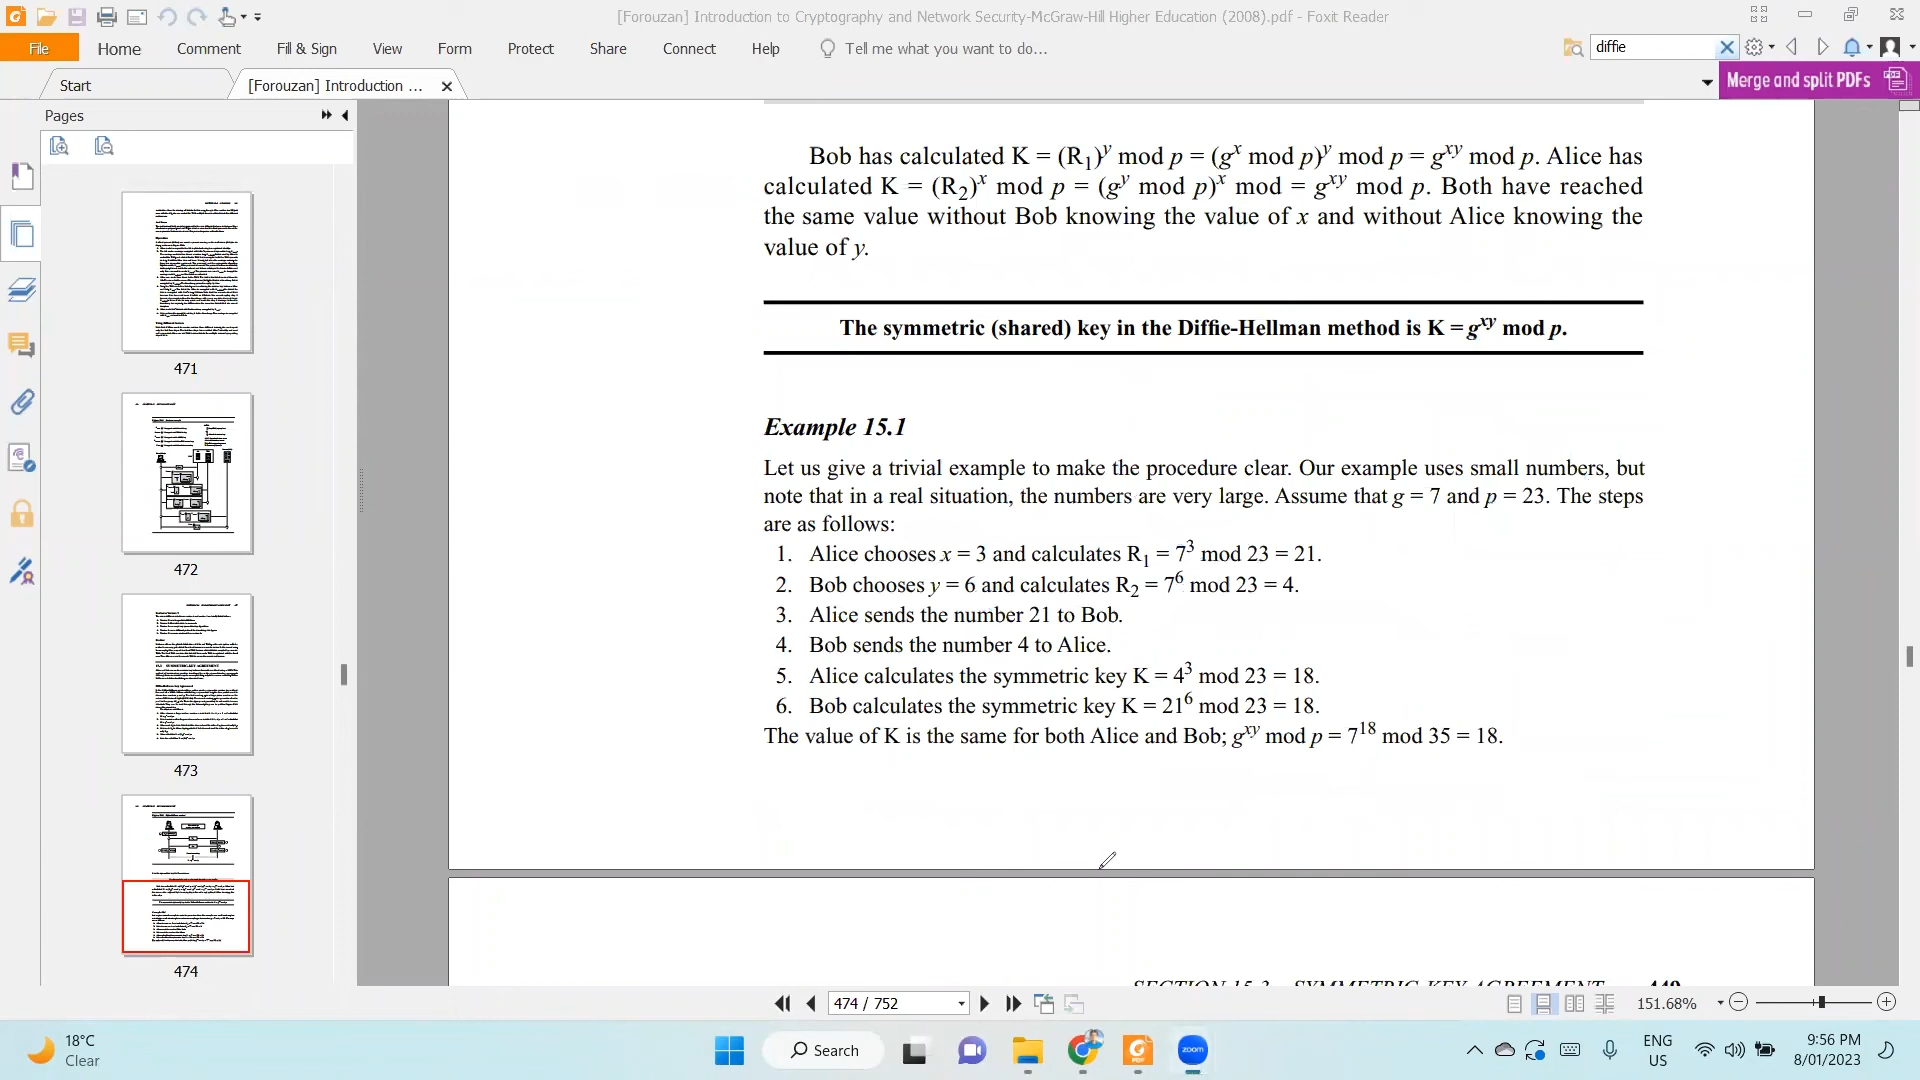 [Forouzan] Introduction to Cryptography and Network Security-McGraw-Hill Higher Education (2008).pdf - Foxit Reader
File Home Comment Fill & Sign View Form Protect Share Connect Help Tell me what you want to do... diffie
Start [Forouzan] Introduction ... Merge and split PDFs
Pages
471
472
473
474
Bob has calculated K = (R₁)ʸ mod p = (gˣ mod p)ʸ mod p = gˣʸ mod p. Alice has
calculated K = (R₂)ˣ mod p = (gʸ mod p)ˣ mod = gˣʸ mod p. Both have reached
the same value without Bob knowing the value of x and without Alice knowing the
value of y.
The symmetric (shared) key in the Diffie-Hellman method is K = gˣʸ mod p.
Example 15.1
Let us give a trivial example to make the procedure clear. Our example uses small numbers, but
note that in a real situation, the numbers are very large. Assume that g = 7 and p = 23. The steps
are as follows:
1. Alice chooses x = 3 and calculates R₁ = 7³ mod 23 = 21.
2. Bob chooses y = 6 and calculates R₂ = 7⁶ mod 23 = 4.
3. Alice sends the number 21 to Bob.
4. Bob sends the number 4 to Alice.
5. Alice calculates the symmetric key K = 4³ mod 23 = 18.
6. Bob calculates the symmetric key K = 21⁶ mod 23 = 18.
The value of K is the same for both Alice and Bob; gˣʸ mod p = 7¹⁸ mod 35 = 18.
SECTION 15.3 SYMMETRIC-KEY AGREEMENT 449
474 / 752 151.68%
18°C
Clear
Search
zoom
ENG
US
9:56 PM
8/01/2023